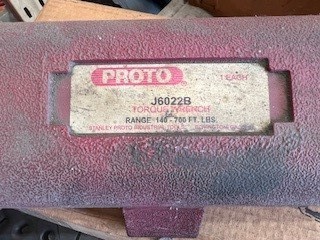 PROTO
1 EACH
J6022B
TORQUE WRENCH
RANGE 140 - 700 FT. LBS.
STANLEY PROTO INDUSTRIAL TOOLS